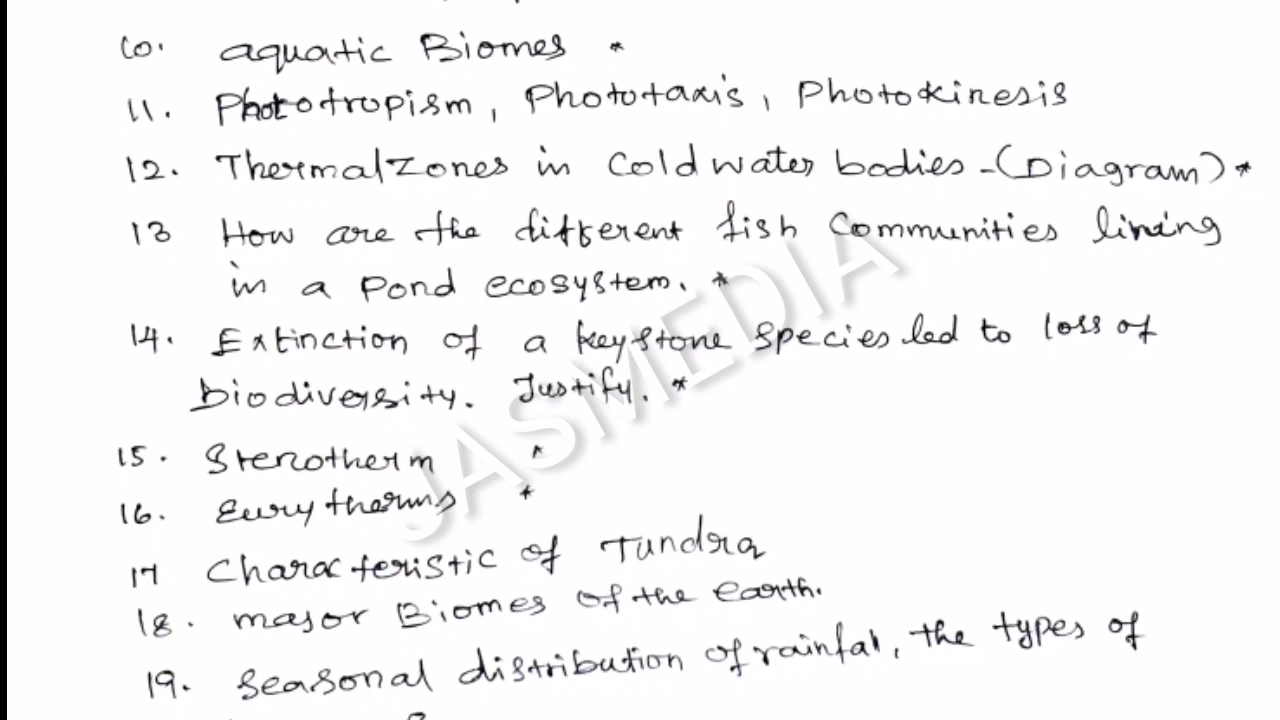 10. aquatic Biomes *
11. Phototropism, Phototaxis, Photokinesis
12. Thermal Zones in cold water bodies - (Diagram) *
13 How are the different fish Communities lining
in a pond ecosystem. *
14. Extinction of a keystone species led to loss of
biodiversity. Justify. *
15. Stenotherm *
16. Eurytherms *
17 Characteristic of Tundra
18. major Biomes of the earth.
19. Seasonal distribution of rainfal, the types of
JASMEDIA